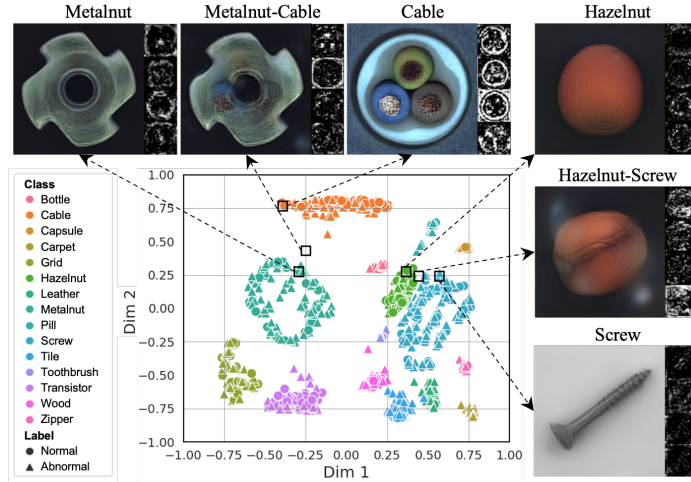 Metalnut
Metalnut-Cable
Cable
Hazelnut
Hazelnut-Screw
Screw
Class
Bottle
Cable
Capsule
Carpet
Grid
Hazelnut
Leather
Metalnut
Pill
Screw
Tile
Toothbrush
Transistor
Wood
Zipper
Label
Normal
Abnormal
Dim 2
1.00
0.75
0.50
0.25
0.00
−0.25
−0.50
−0.75
−1.00
−1.00 −0.75 −0.50 −0.25 0.00 0.25 0.50 0.75 1.00
Dim 1